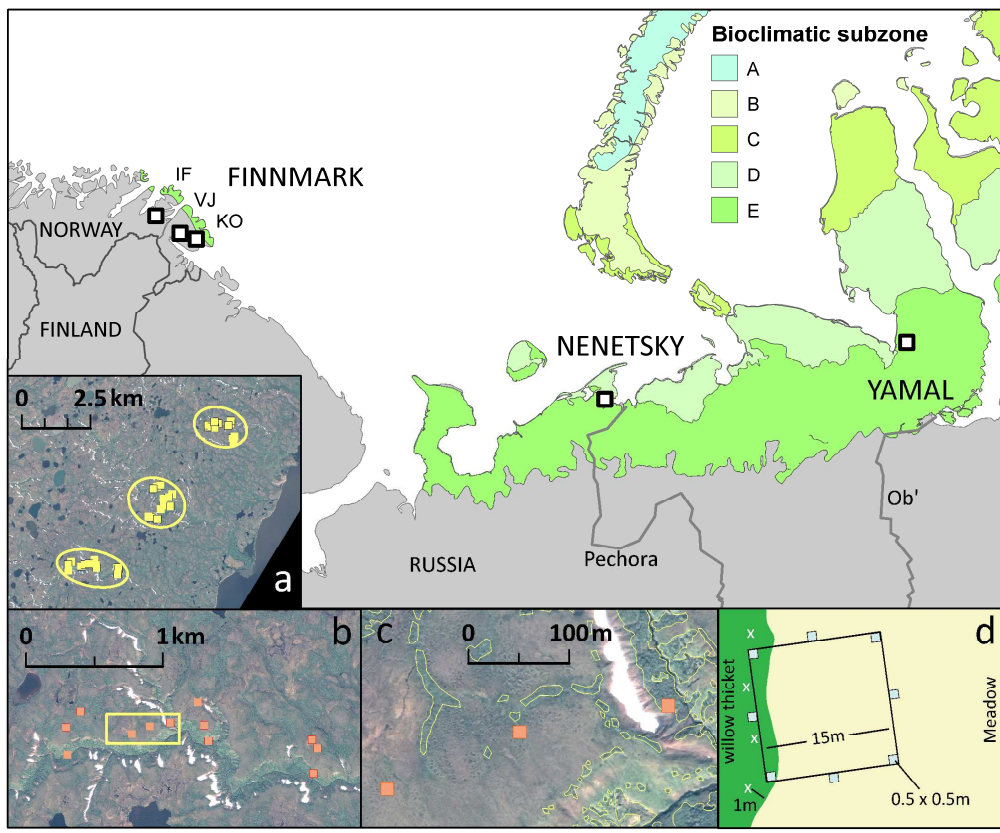 Bioclimatic subzone
A
B
C
D
E
IF
FINNMARK
VJ
KO
NORWAY
FINLAND
NENETSKY
YAMAL
RUSSIA
Pechora
Ob'
0 2.5 km
a
0 1 km
b
c
0 100 m
d
willow thicket
x
x
x
x
15m
1m
0.5 x 0.5m
Meadow